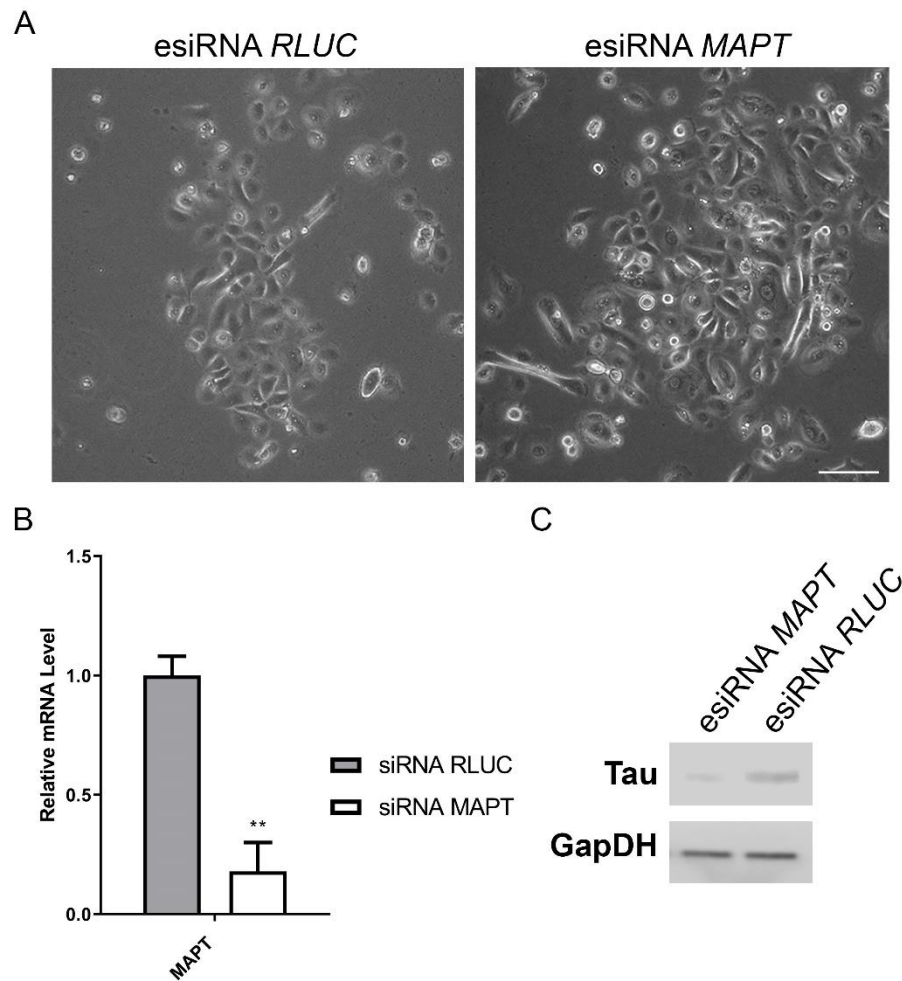 A
esiRNA RLUC
esiRNA MAPT
B
C
1.5
1.0
0.5
0.0
Relative mRNA Level
**
MAPT
siRNA RLUC
siRNA MAPT
esiRNA MAPT
esiRNA RLUC
Tau
GapDH